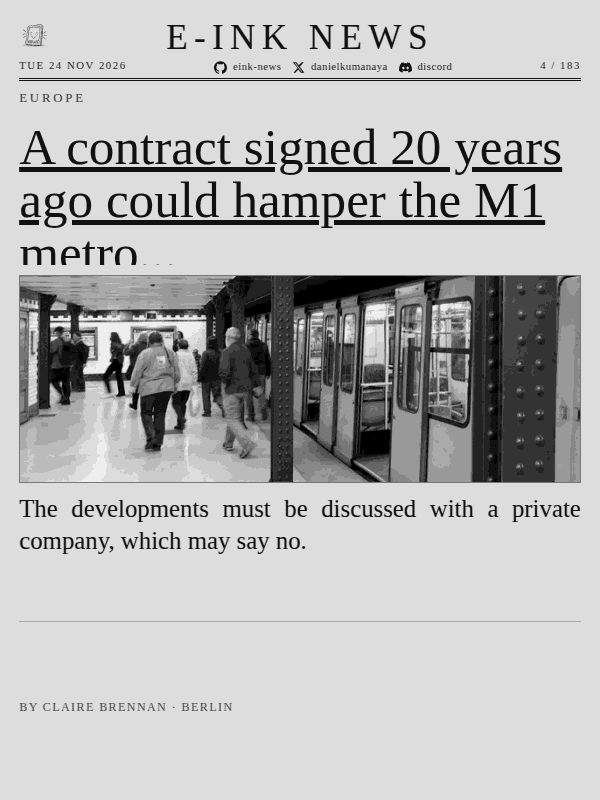 E-INK NEWS
TUE 24 NOV 2026
eink-news danielkumanaya discord
4 / 183
EUROPE
A contract signed 20 years
ago could hamper the M1
metro...
The developments must be discussed with a private
company, which may say no.
BY CLAIRE BRENNAN · BERLIN